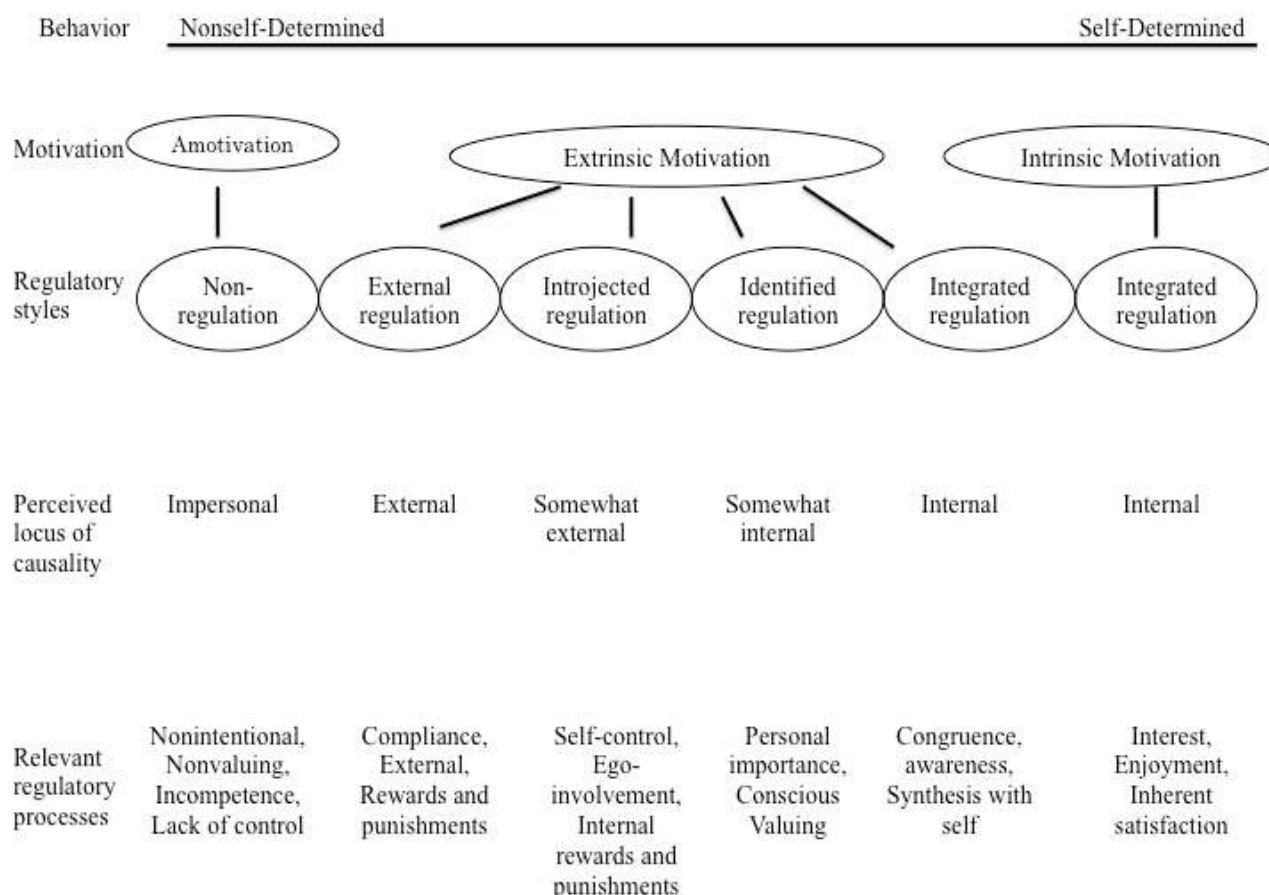 Behavior Nonself-Determined Self-Determined
Motivation Amotivation Extrinsic Motivation Intrinsic Motivation
Regulatory
styles
Non-
regulation
External
regulation
Introjected
regulation
Identified
regulation
Integrated
regulation
Integrated
regulation
Perceived
locus of
causality
Impersonal
External
Somewhat
external
Somewhat
internal
Internal
Internal
Relevant
regulatory
processes
Nonintentional,
Nonvaluing,
Incompetence,
Lack of control
Compliance,
External,
Rewards and
punishments
Self-control,
Ego-
involvement,
Internal
rewards and
punishments
Personal
importance,
Conscious
Valuing
Congruence,
awareness,
Synthesis with
self
Interest,
Enjoyment,
Inherent
satisfaction